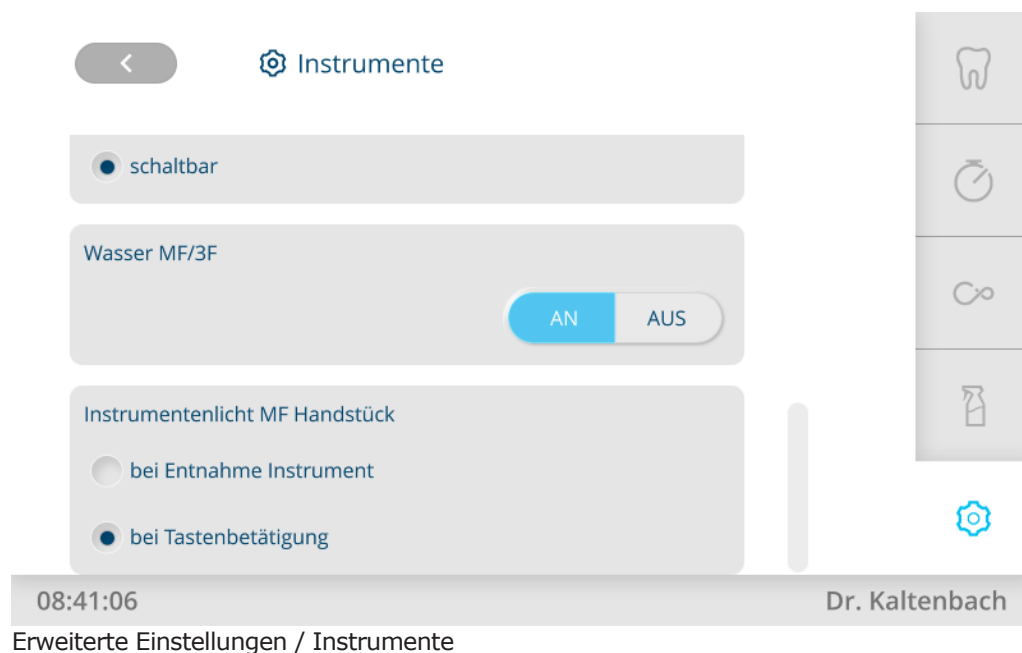 Instrumente
schaltbar
Wasser MF/3F
AN AUS
Instrumentenlicht MF Handstück
bei Entnahme Instrument
bei Tastenbetätigung
08:41:06 Dr. Kaltenbach
Erweiterte Einstellungen / Instrumente